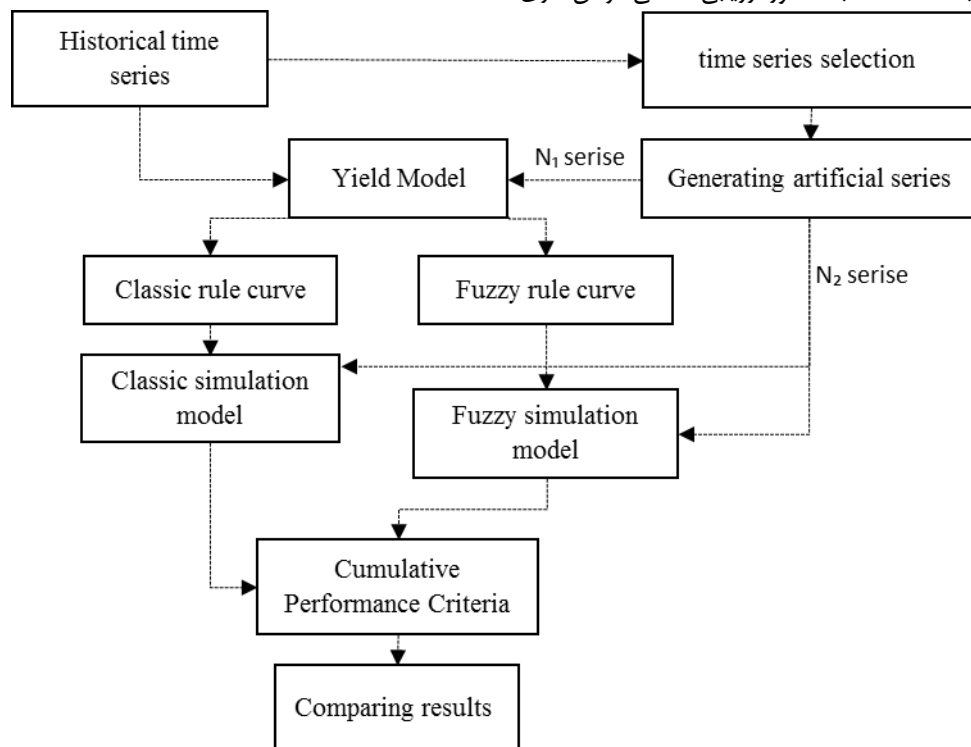 Historical time
series
time series selection
N₁ serise
Yield Model
Generating artificial series
Classic rule curve
Fuzzy rule curve
N₂ serise
Classic simulation
model
Fuzzy simulation
model
Cumulative
Performance Criteria
Comparing results